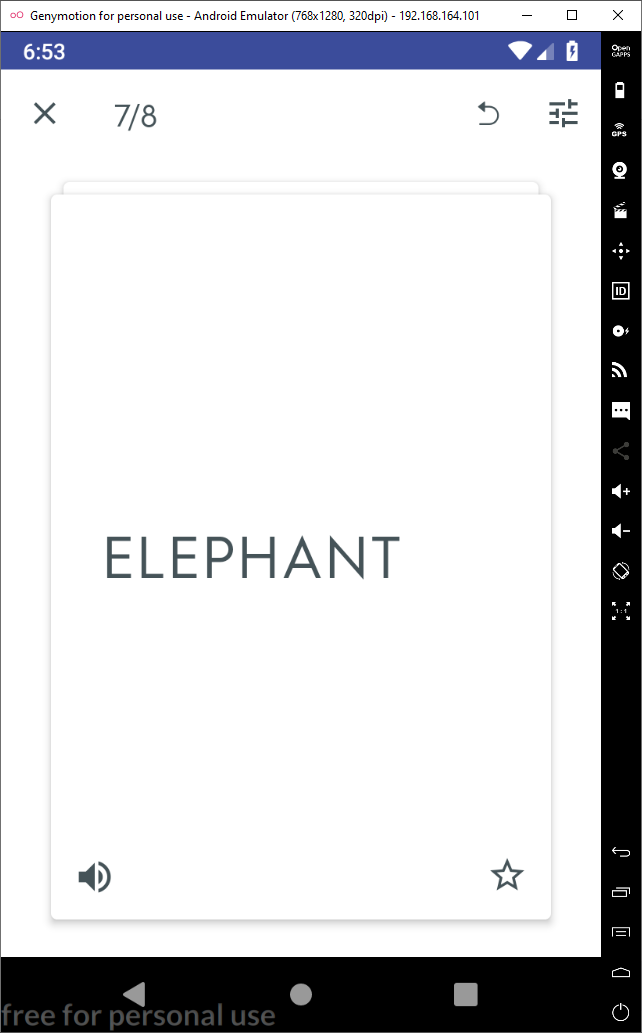 Genymotion for personal use - Android Emulator (768x1280, 320dpi) - 192.168.164.101
6:53
Open
GAPPS
7/8
GPS
ID
ELEPHANT
1:1
free for personal use